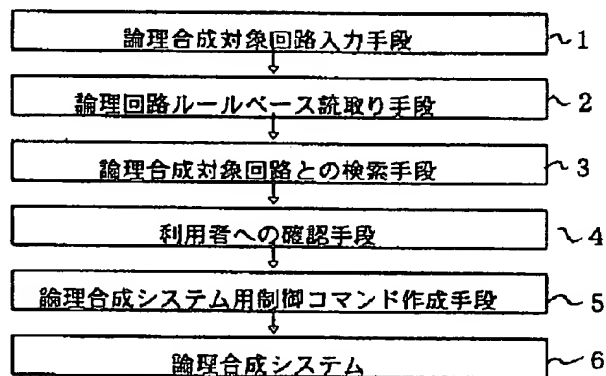 論理合成対象回路入力手段 1
論理回路ルールベース読取り手段 2
論理合成対象回路との検索手段 3
利用者への確認手段 4
論理合成システム用制御コマンド作成手段 5
論理合成システム 6